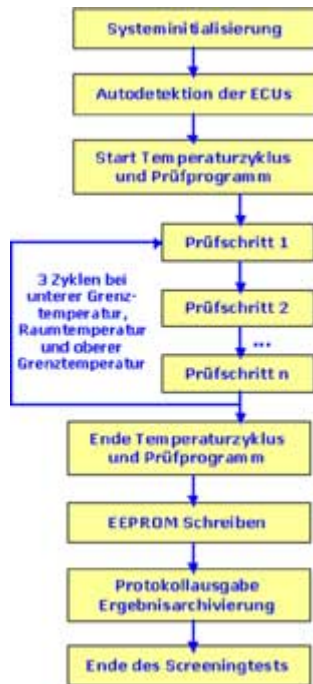 Systeminitialisierung
Autodetektion der ECUs
Start Temperaturzyklus
und Prüfprogramm
Prüfschritt 1
3 Zyklen bei
unterer Grenz-
temperatur,
Raumtemperatur
und oberer
Grenztemperatur
Prüfschritt 2
...
Prüfschritt n
Ende Temperaturzyklus
und Prüfprogramm
EEPROM Schreiben
Protokollausgabe
Ergebnisarchivierung
Ende des Screeningtests